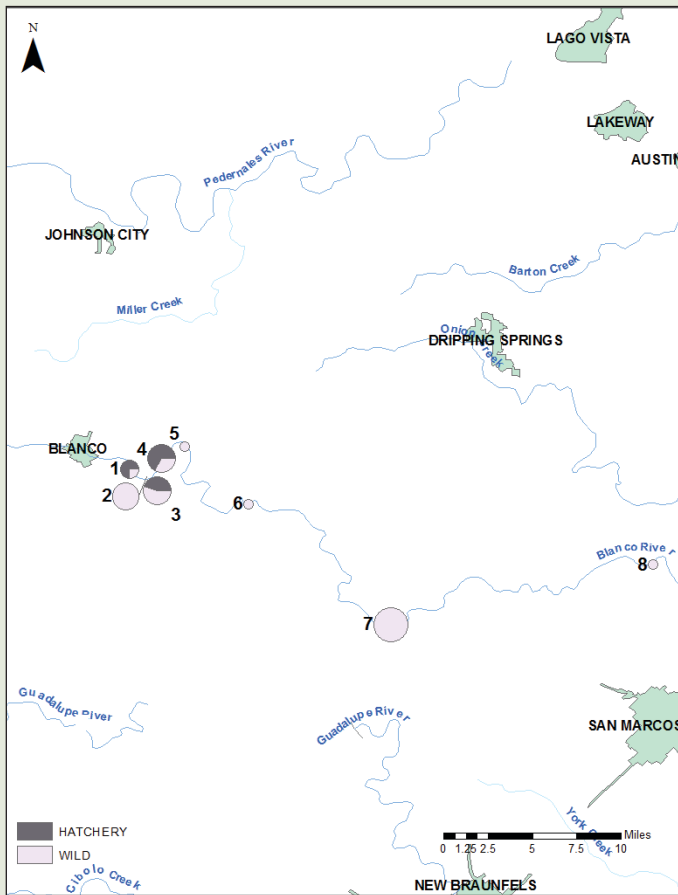 N
LAGO VISTA
LAKEWAY
AUSTIN
Pedernales River
JOHNSON CITY
Barton Creek
Miller Creek
Onion Creek
DRIPPING SPRINGS
5
4
BLANCO
1
2
3
6
Blanco River
8
7
Guadalupe River
Guadalupe River
SAN MARCOS
HATCHERY
WILD
York Creek
Miles
0 1.25 2.5 5 7.5 10
Cibolo Creek
NEW BRAUNFELS